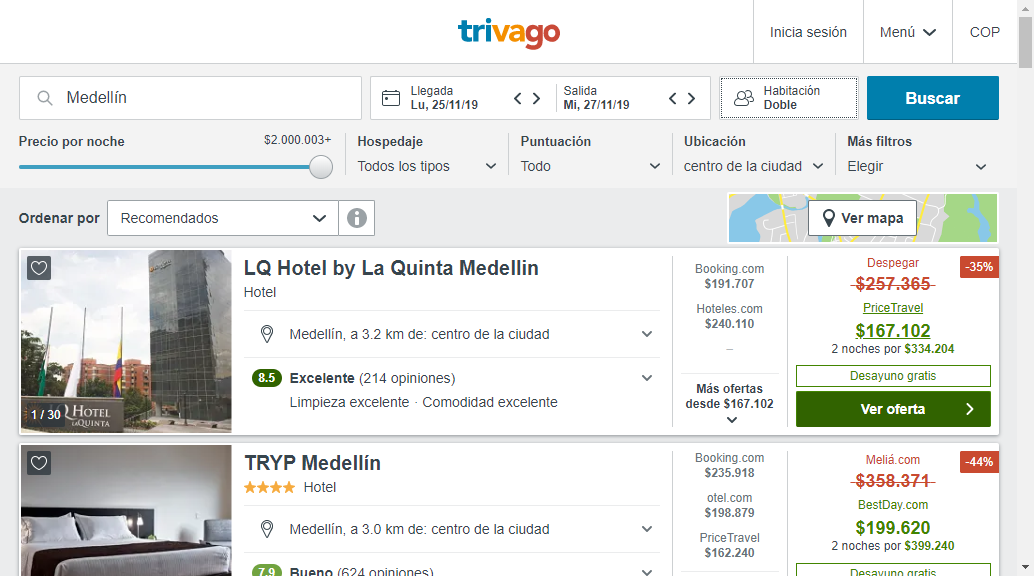 trivago
Inicia sesión
Menú
COP
Medellín
Llegada
Lu, 25/11/19
Salida
Mi, 27/11/19
Habitación
Doble
Buscar
Precio por noche
$2.000.003+
Hospedaje
Todos los tipos
Puntuación
Todo
Ubicación
centro de la ciudad
Más filtros
Elegir
Ordenar por
Recomendados
Ver mapa
HOTEL
LAQUINTA
1 / 30
LQ Hotel by La Quinta Medellin
Hotel
Medellín, a 3.2 km de: centro de la ciudad
8.5 Excelente (214 opiniones)
Limpieza excelente · Comodidad excelente
Booking.com
$191.707
Hoteles.com
$240.110
–
Más ofertas
desde $167.102
Despegar
-35%
$257.365
PriceTravel
$167.102
2 noches por $334.204
Desayuno gratis
Ver oferta
TRYP Medellín
Hotel
Medellín, a 3.0 km de: centro de la ciudad
7.9 Bueno (624 opiniones)
Booking.com
$235.918
otel.com
$198.879
PriceTravel
$162.240
Meliá.com
-44%
$358.371
BestDay.com
$199.620
2 noches por $399.240
Desayuno gratis